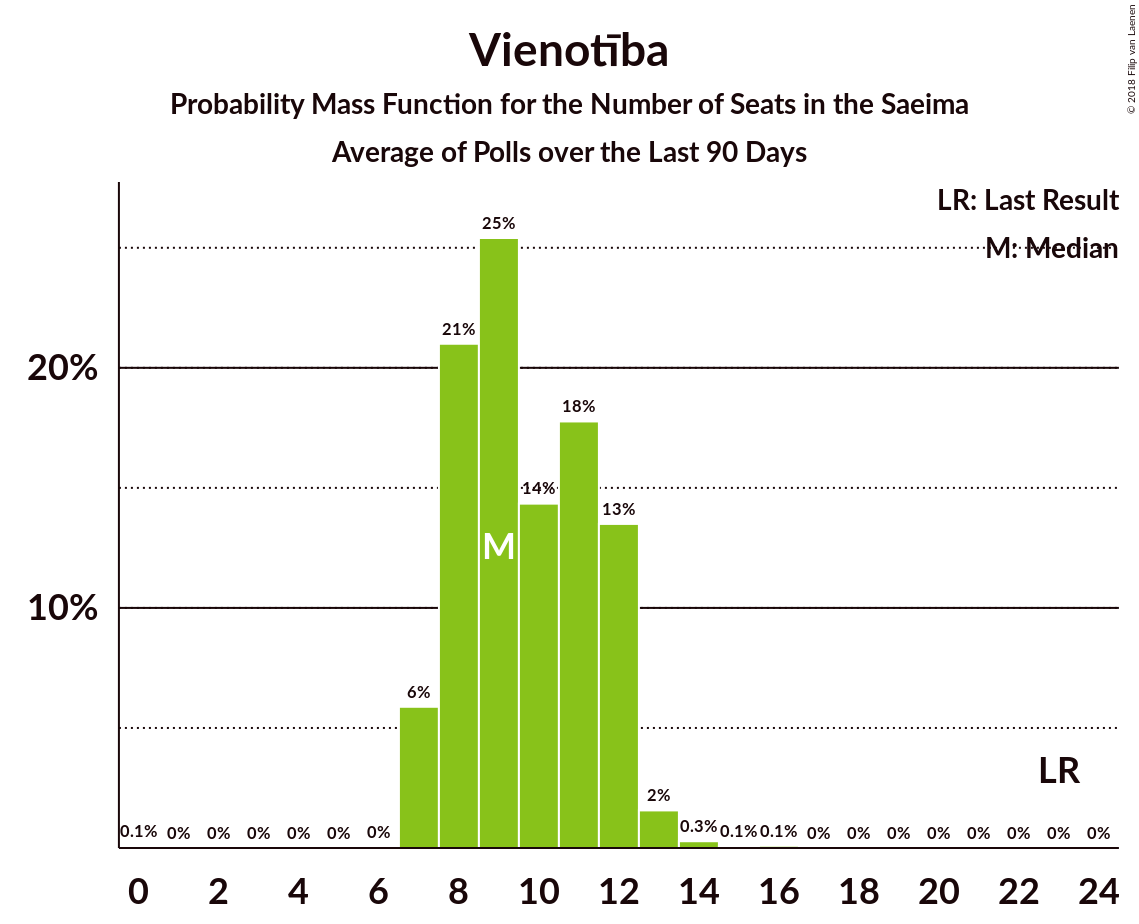 Vienotība
Probability Mass Function for the Number of Seats in the Saeima
Average of Polls over the Last 90 Days
© 2018 Filip van Laenen
LR: Last Result
M: Median
25%
21%
20%
18%
14%
13%
M
10%
6%
LR
2%
0.1% 0% 0% 0% 0% 0% 0% 0.3% 0.1% 0.1% 0% 0% 0% 0% 0% 0% 0% 0%
0 2 4 6 8 10 12 14 16 18 20 22 24